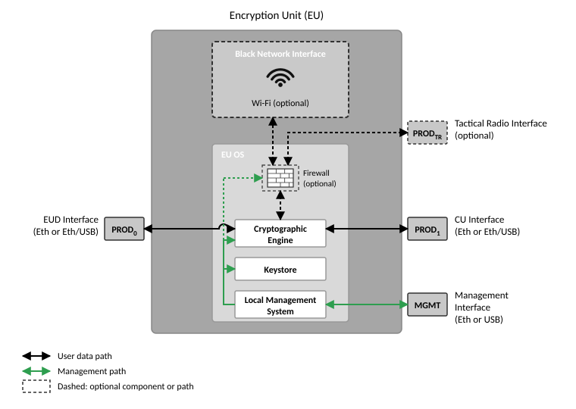 Encryption Unit (EU)
Black Network Interface
Wi-Fi (optional)
PROD_TR
Tactical Radio Interface
(optional)
EU OS
Firewall
(optional)
EUD Interface
(Eth or Eth/USB)
PROD_0
Cryptographic
Engine
PROD_1
CU Interface
(Eth or Eth/USB)
Keystore
Local Management
System
MGMT
Management
Interface
(Eth or USB)
User data path
Management path
Dashed: optional component or path